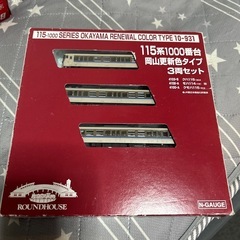 115-1000 SERIES OKAYAMA RENEWAL COLOR TYPE 10-931
115系1000番台
岡山更新色タイプ
3両セット
ROUNDHOUSE
N-GAUGE